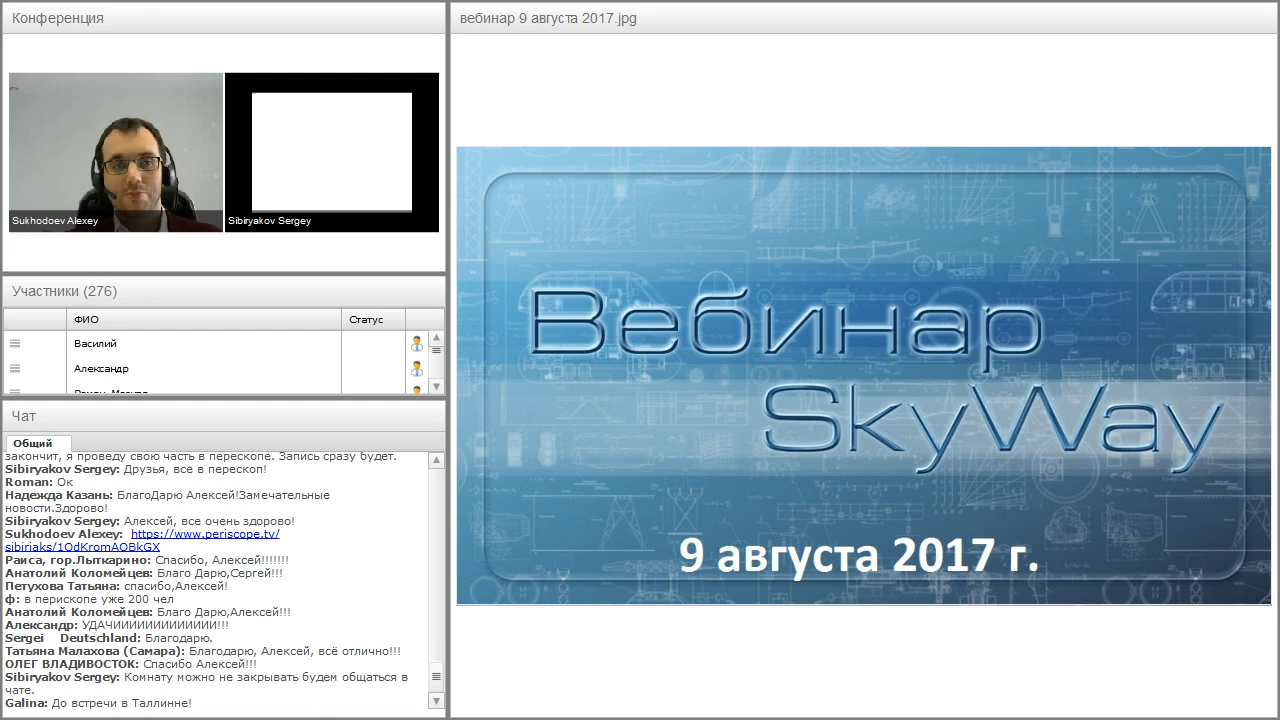 Конференция
Sukhodoev Alexey
Sibiryakov Sergey
Участники (276)
ФИО
Статус
Василий
Александр
Чат
Общий
закончит, я проведу свою часть в перескопе. Запись сразу будет.
Sibiryakov Sergey: Друзья, все в перескоп!
Roman: Ок
Надежда Казань: БлагоДарю Алексей!Замечательные
новости.Здорово!
Sibiryakov Sergey: Алексей, все очень здорово!
Sukhodoev Alexey: https://www.periscope.tv/
sibiriaks/1OdKromAQBkGX
Раиса, гор.Лыткарино: Спасибо, Алексей!!!!!!!
Анатолий Коломейцев: Благо Дарю,Сергей!!!
Петухова Татьяна: спасибо,Алексей!
ф: в перископе уже 200 чел
Анатолий Коломейцев: Благо Дарю,Алексей!!!
Александр: УДАЧИИИИИИИИИИИИ!!!
Sergei Deutschland: Благодарю.
Татьяна Малахова (Самара): Благодарю, Алексей, всё отлично!!!
ОЛЕГ ВЛАДИВОСТОК: Спасибо Алексей!!!
Sibiryakov Sergey: Комнату можно не закрывать будем общаться в
чате.
Galina: До встречи в Таллинне!
вебинар 9 августа 2017.jpg
Вебинар
SkyWay
9 августа 2017 г.